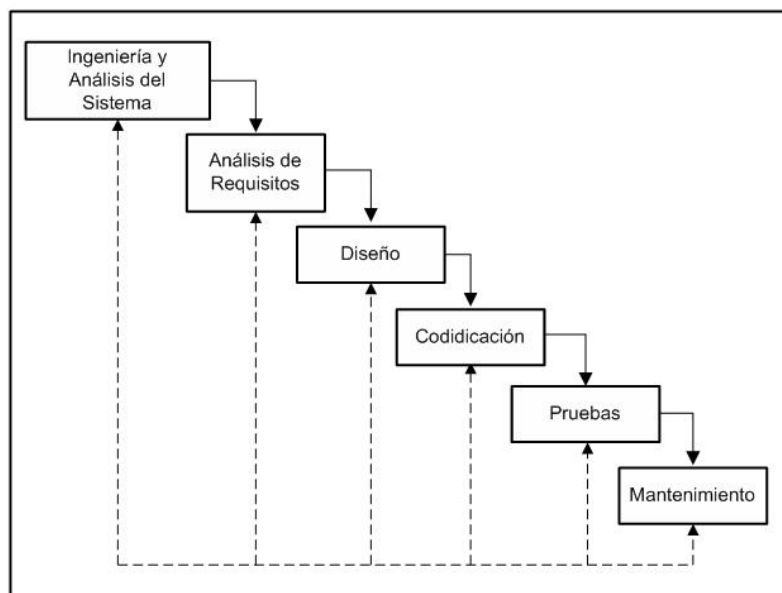 Ingeniería y
Análisis del
Sistema
Análisis de
Requisitos
Diseño
Codidicación
Pruebas
Mantenimiento